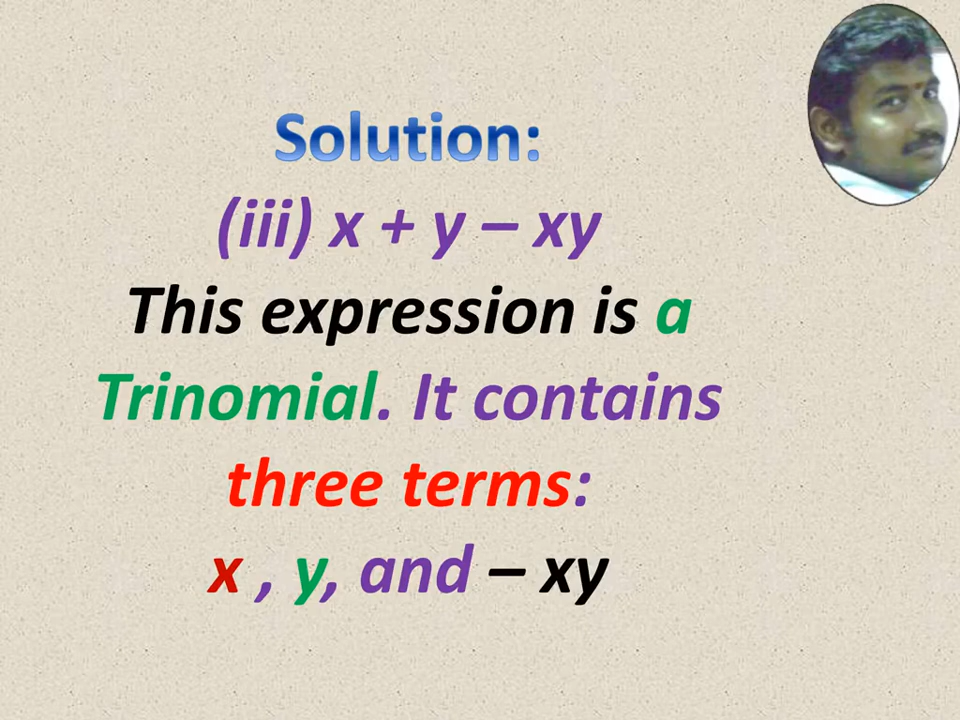 Solution:
(iii) x + y – xy
This expression is a
Trinomial. It contains
three terms:
x , y, and – xy